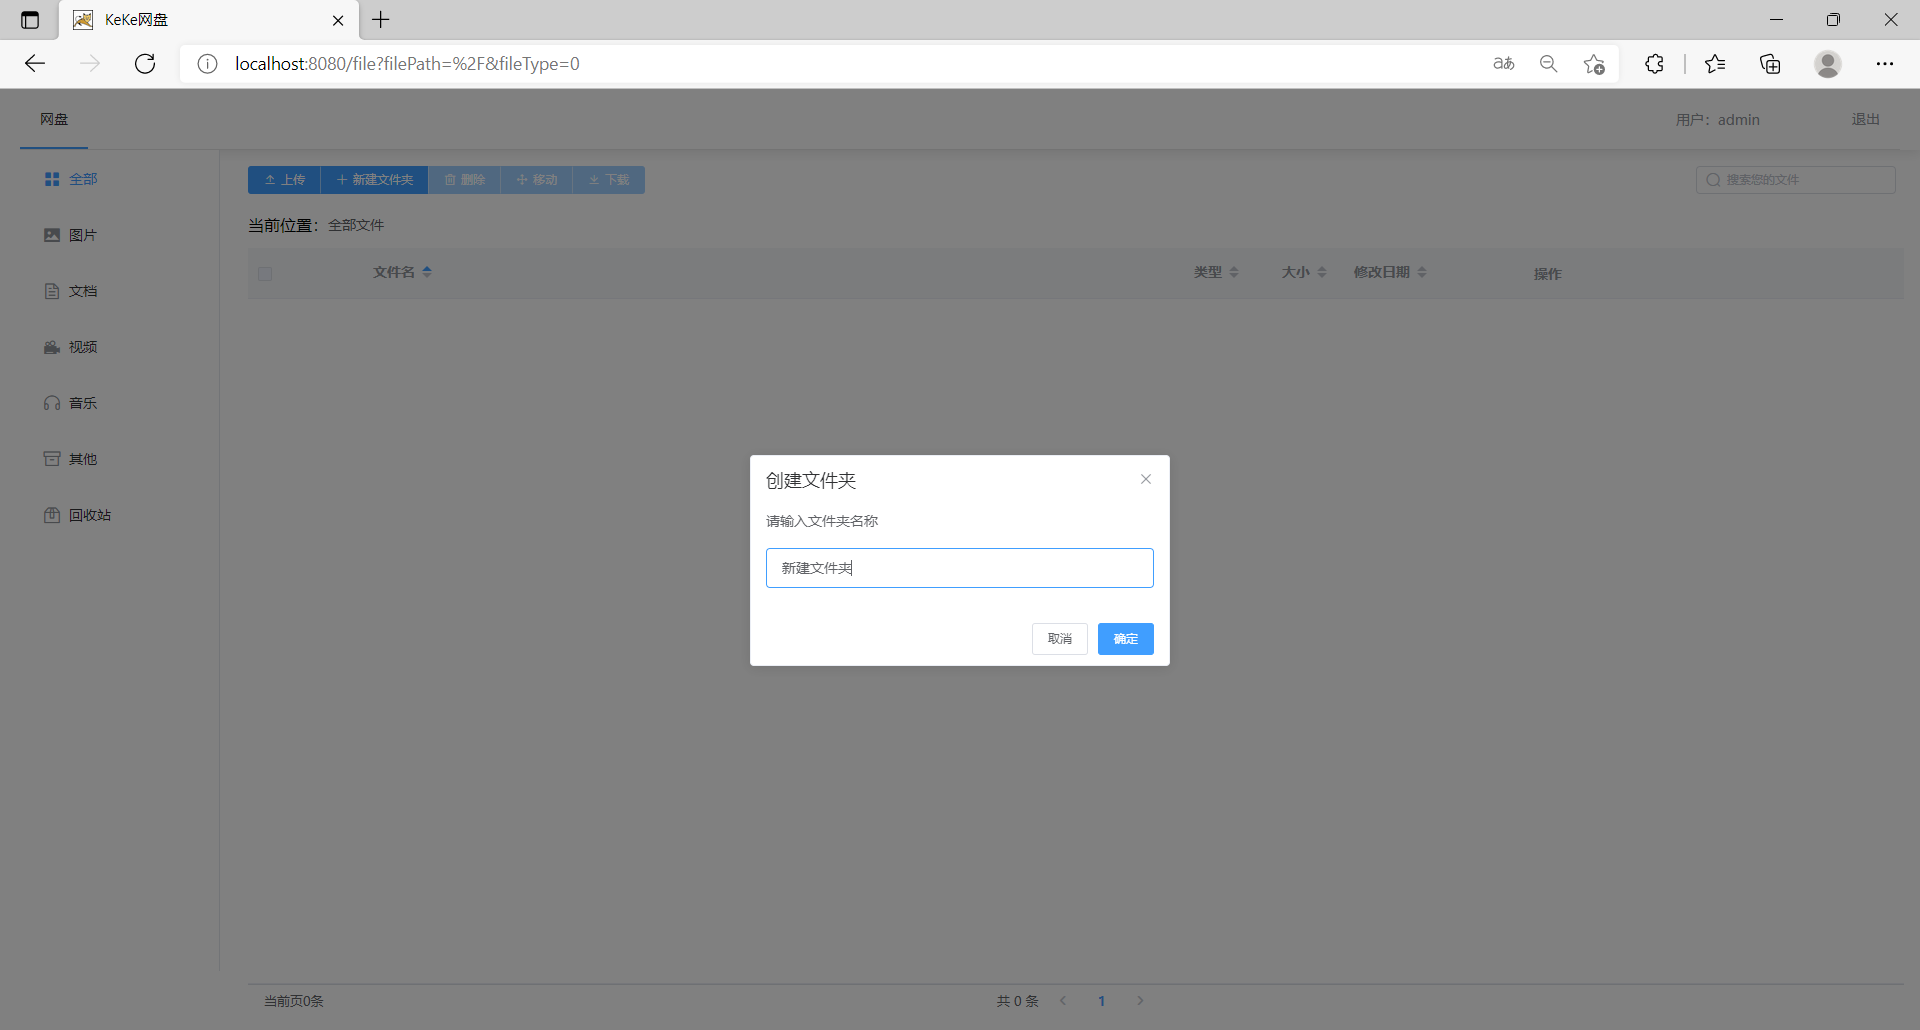 KeKe网盘
localhost:8080/file?filePath=%2F&fileType=0
aあ
网盘
用户：admin
退出
全部
图片
文档
视频
音乐
其他
回收站
上传
新建文件夹
删除
移动
下载
搜索您的文件
当前位置：全部文件
文件名
类型
大小
修改日期
操作
创建文件夹
请输入文件夹名称
新建文件夹
取消
确定
当前页0条
共 0 条
1